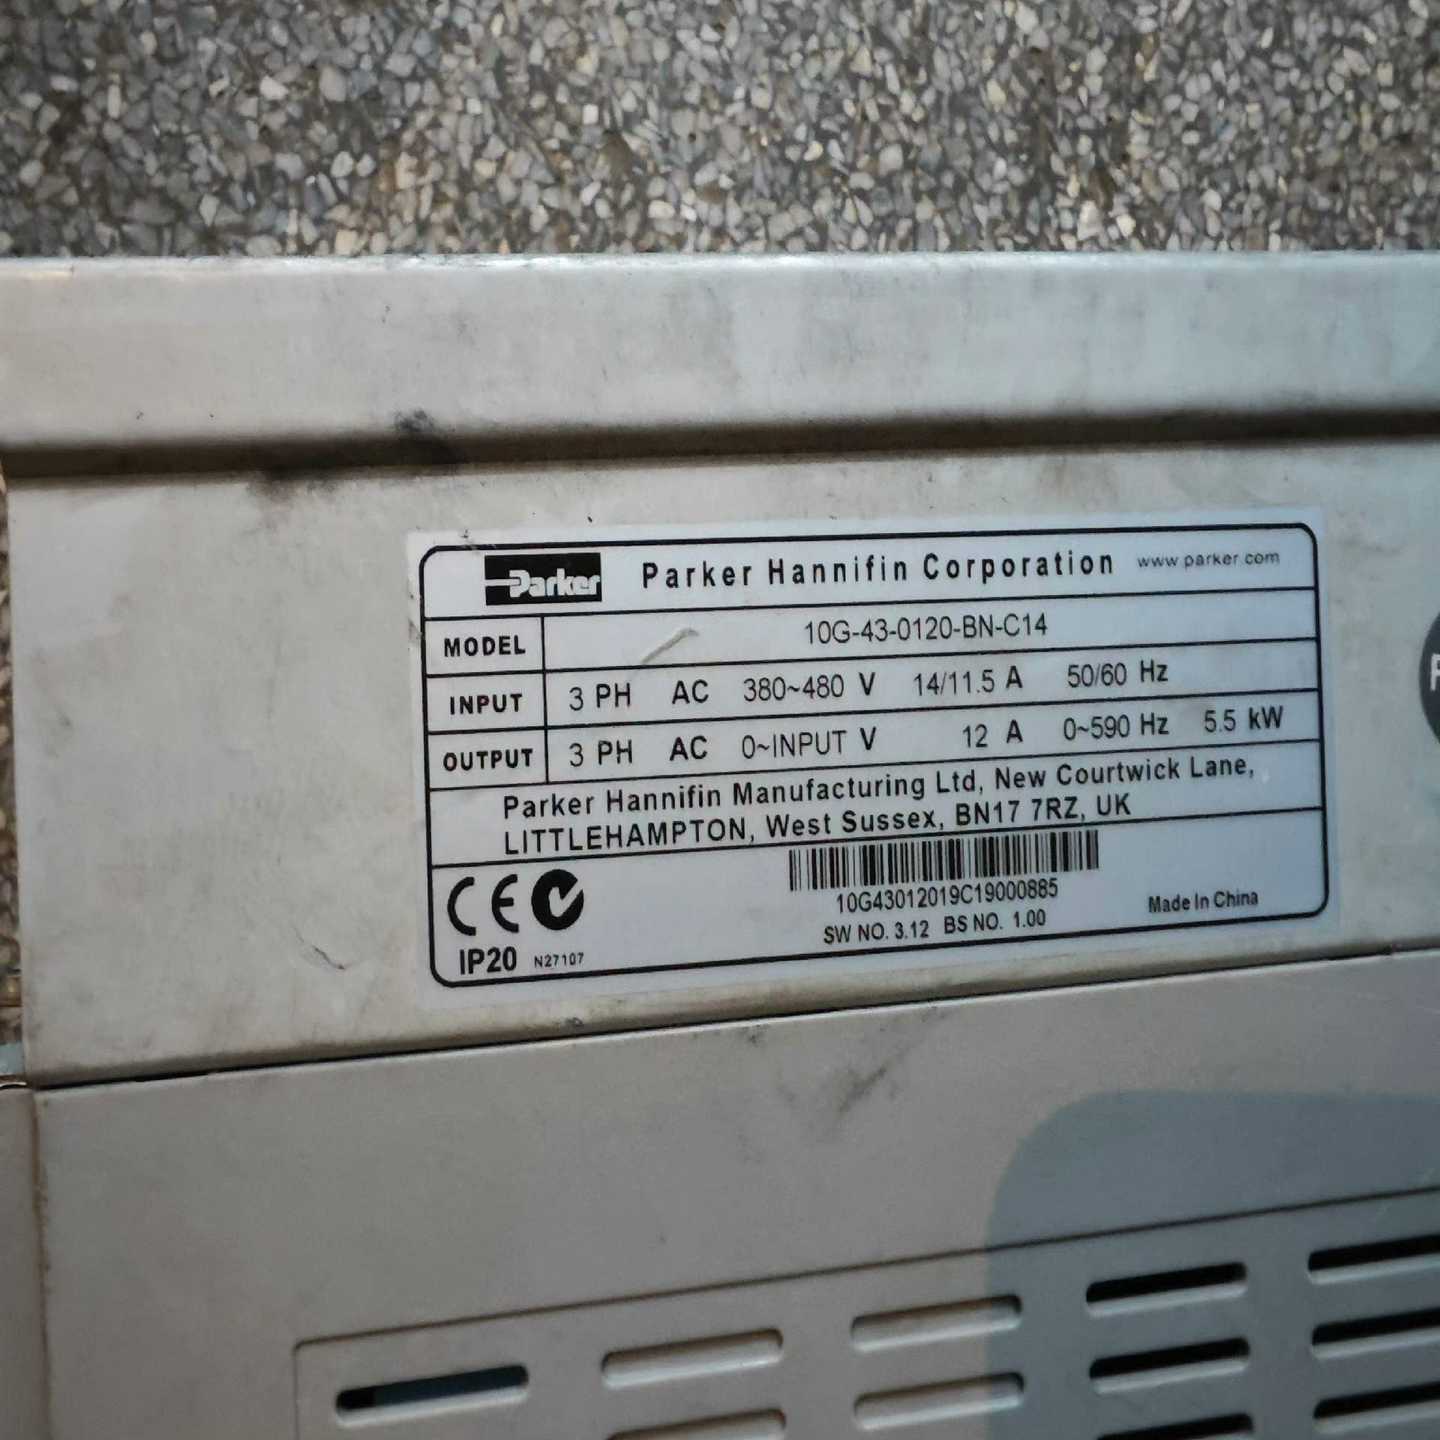 Parker Parker Hannifin Corporation www.parker.com
MODEL 10G-43-0120-BN-C14
INPUT 3 PH AC 380~480 V 14/11.5 A 50/60 Hz
OUTPUT 3 PH AC 0~INPUT V 12 A 0~590 Hz 5.5 kW
Parker Hannifin Manufacturing Ltd, New Courtwick Lane,
LITTLEHAMPTON, West Sussex, BN17 7RZ, UK
CE
10G43012019C19000885
Made In China
SW NO. 3.12 BS NO. 1.00
IP20 N27107